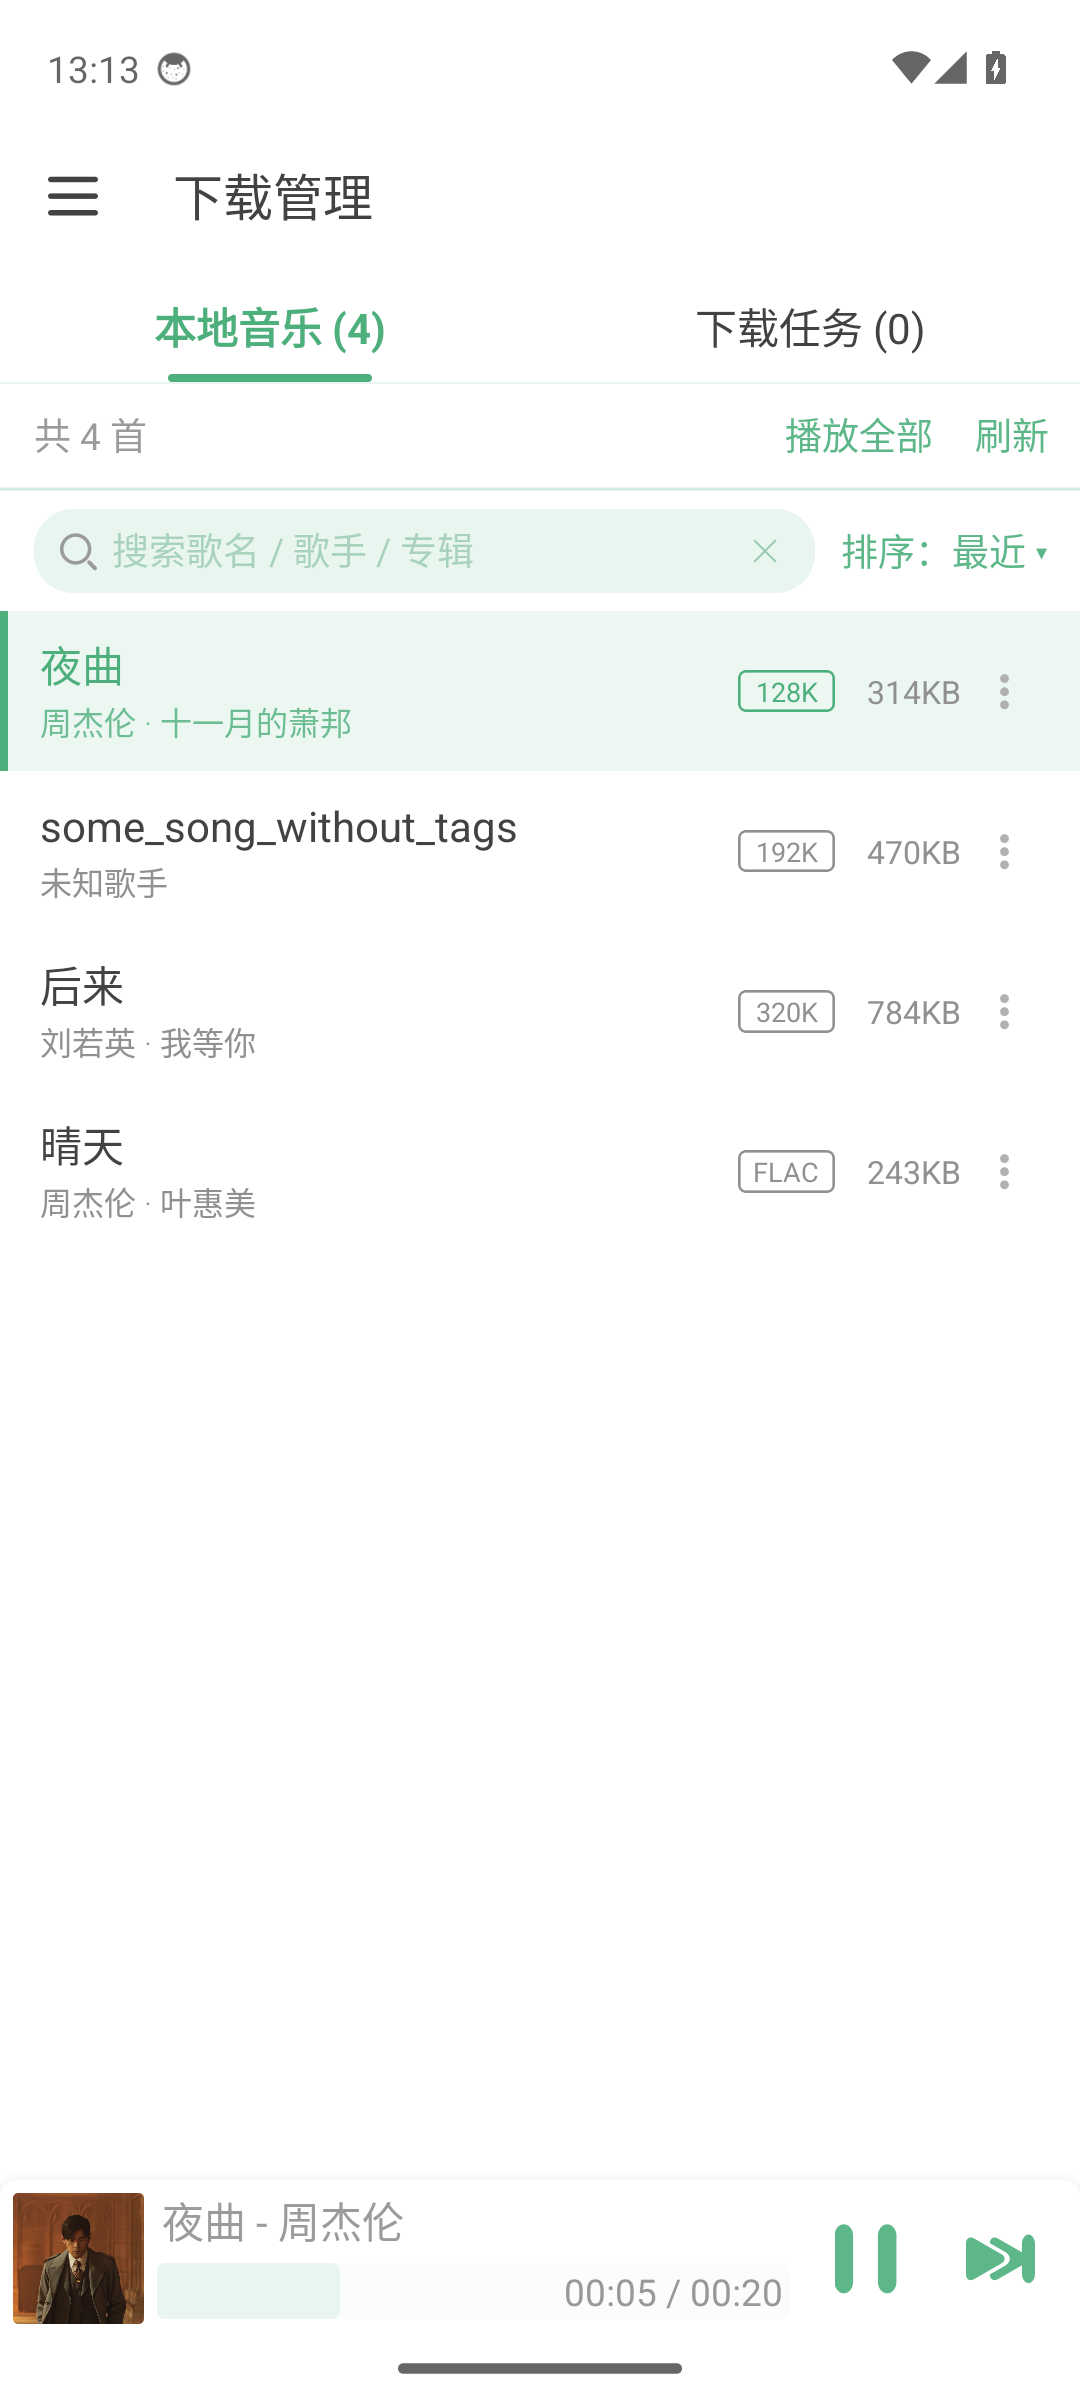 13:13
下载管理
本地音乐 (4)
下载任务 (0)
共 4 首
播放全部
刷新
搜索歌名 / 歌手 / 专辑
排序：最近 ▾
夜曲
周杰伦 · 十一月的萧邦
128K
314KB
some_song_without_tags
未知歌手
192K
470KB
后来
刘若英 · 我等你
320K
784KB
晴天
周杰伦 · 叶惠美
FLAC
243KB
夜曲 - 周杰伦
00:05 / 00:20